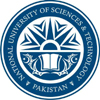 NATIONAL UNIVERSITY OF SCIENCES & TECHNOLOGY
PAKISTAN